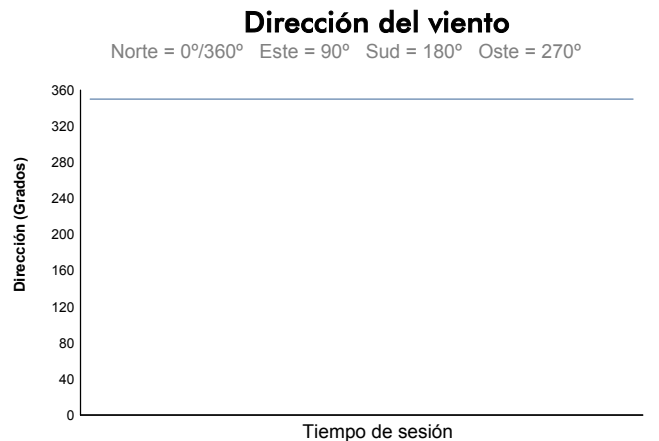 Dirección del viento
Norte = 0º/360º Este = 90º Sud = 180º Oste = 270º
Dirección (Grados)
360
320
280
240
200
160
120
80
40
0
Tiempo de sesión